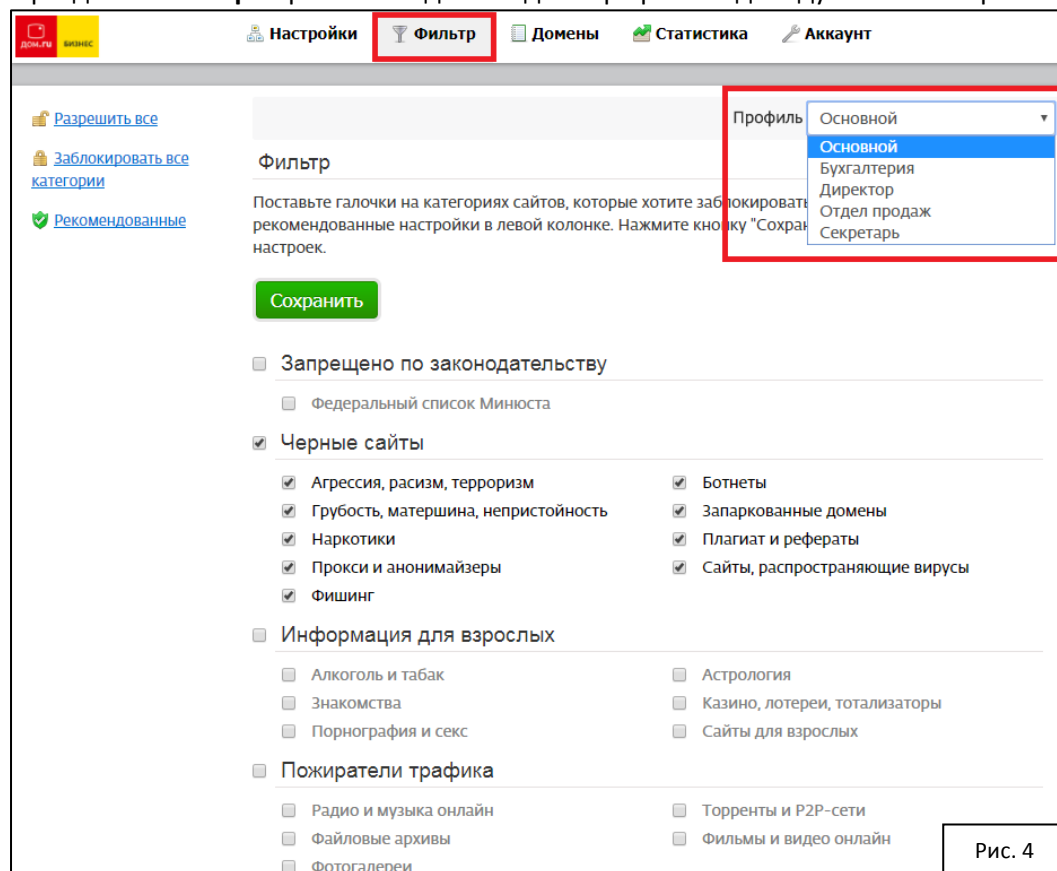 дом.ru бизнес
Настройки Фильтр Домены Статистика Аккаунт
Разрешить все
Заблокировать все
категории
Рекомендованные
Профиль Основной
Основной
Бухгалтерия
Директор
Отдел продаж
Секретарь
Фильтр
Поставьте галочки на категориях сайтов, которые хотите заблокировать
рекомендованные настройки в левой колонке. Нажмите кнопку "Сохран
настроек.
Сохранить
Запрещено по законодательству
Федеральный список Минюста
Черные сайты
Агрессия, расизм, терроризм Ботнеты
Грубость, матершина, непристойность Запаркованные домены
Наркотики Плагиат и рефераты
Прокси и анонимайзеры Сайты, распространяющие вирусы
Фишинг
Информация для взрослых
Алкоголь и табак Астрология
Знакомства Казино, лотереи, тотализаторы
Порнография и секс Сайты для взрослых
Пожиратели трафика
Радио и музыка онлайн Торренты и P2P-сети
Файловые архивы Фильмы и видео онлайн
Фотогалереи
Рис. 4